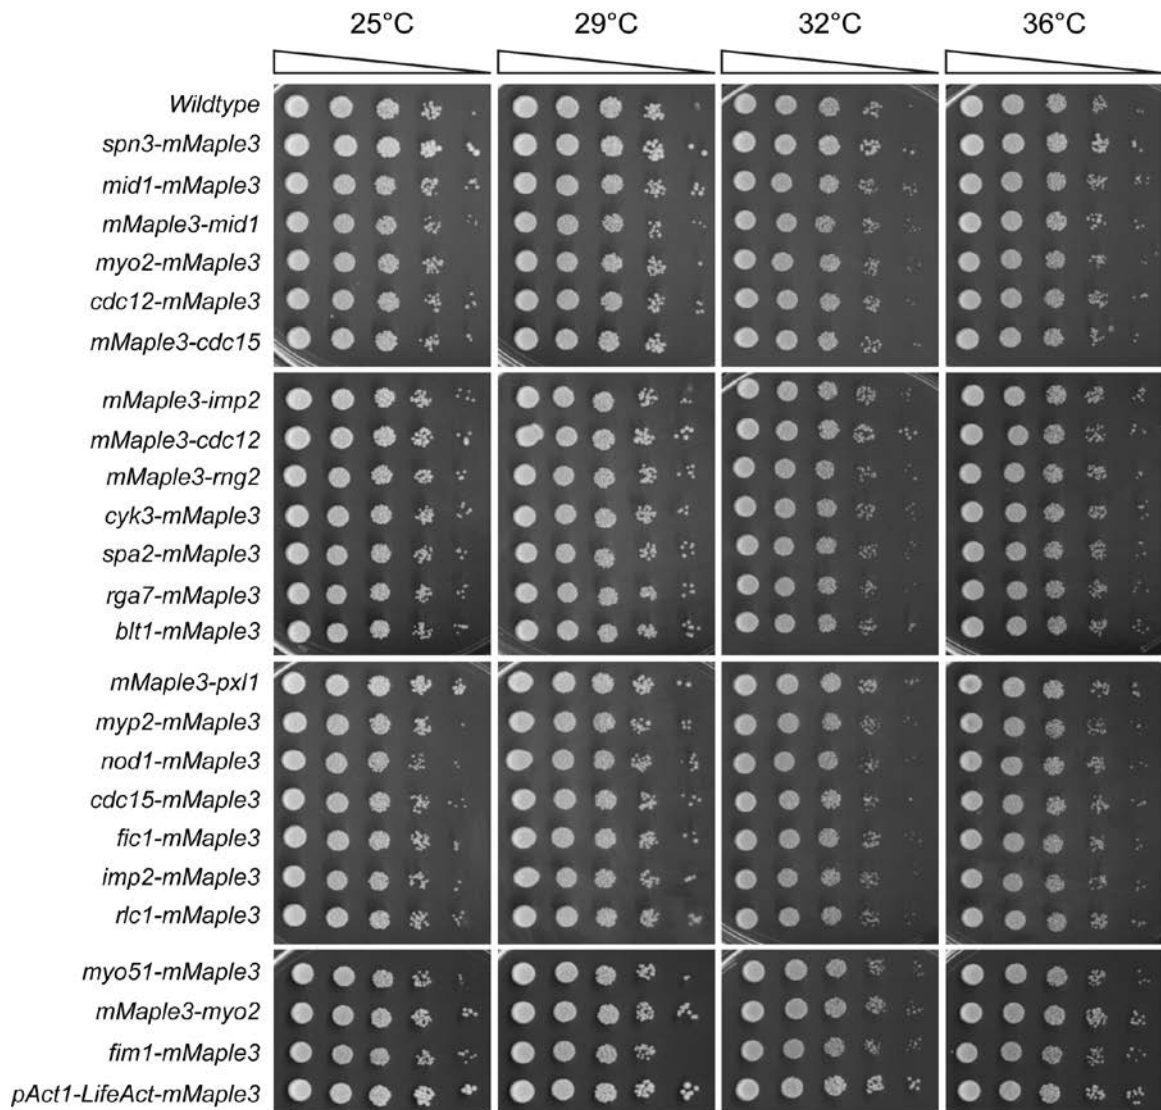 25°C 29°C 32°C 36°C
Wildtype
spn3-mMaple3
mid1-mMaple3
mMaple3-mid1
myo2-mMaple3
cdc12-mMaple3
mMaple3-cdc15
mMaple3-imp2
mMaple3-cdc12
mMaple3-rng2
cyk3-mMaple3
spa2-mMaple3
rga7-mMaple3
blt1-mMaple3
mMaple3-pxl1
myp2-mMaple3
nod1-mMaple3
cdc15-mMaple3
fic1-mMaple3
imp2-mMaple3
rlc1-mMaple3
myo51-mMaple3
mMaple3-myo2
fim1-mMaple3
pAct1-LifeAct-mMaple3